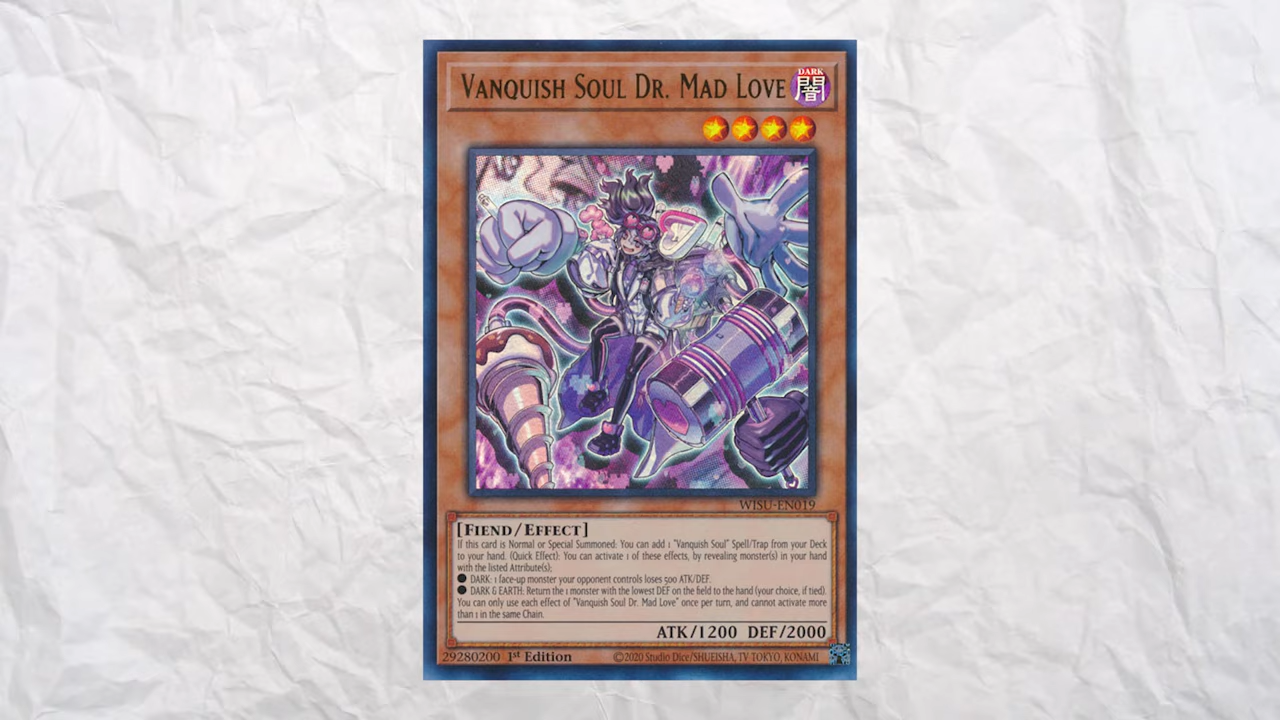 VANQUISH SOUL DR. MAD LOVE
DARK
闇
WISU-EN019
[FIEND/EFFECT]
If this card is Normal or Special Summoned: You can add 1 "Vanquish Soul" Spell/Trap from your Deck
to your hand. (Quick Effect): You can activate 1 of these effects, by revealing monster(s) in your hand
with the listed Attribute(s);
● DARK: 1 face-up monster your opponent controls loses 500 ATK/DEF.
● DARK & EARTH: Return the 1 monster with the lowest DEF on the field to the hand (your choice, if tied).
You can only use each effect of "Vanquish Soul Dr. Mad Love" once per turn, and cannot activate more
than 1 in the same Chain.
ATK/1200 DEF/2000
29280200 1st Edition ©2020 Studio Dice/SHUEISHA, TV TOKYO, KONAMI